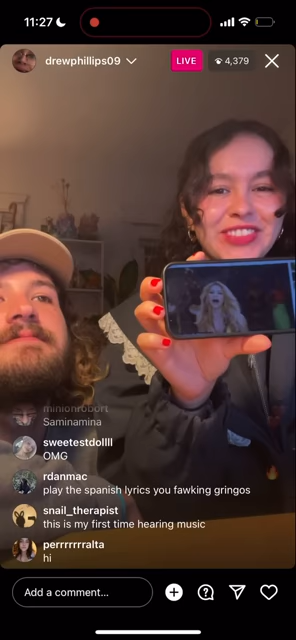 11:27
drewphillips09
LIVE
4,379
minionrobort
Saminamina
sweetestdollll
OMG
rdanmac
play the spanish lyrics you fawking gringos
snail_therapist
this is my first time hearing music
perrrrrrralta
hi
Add a comment...